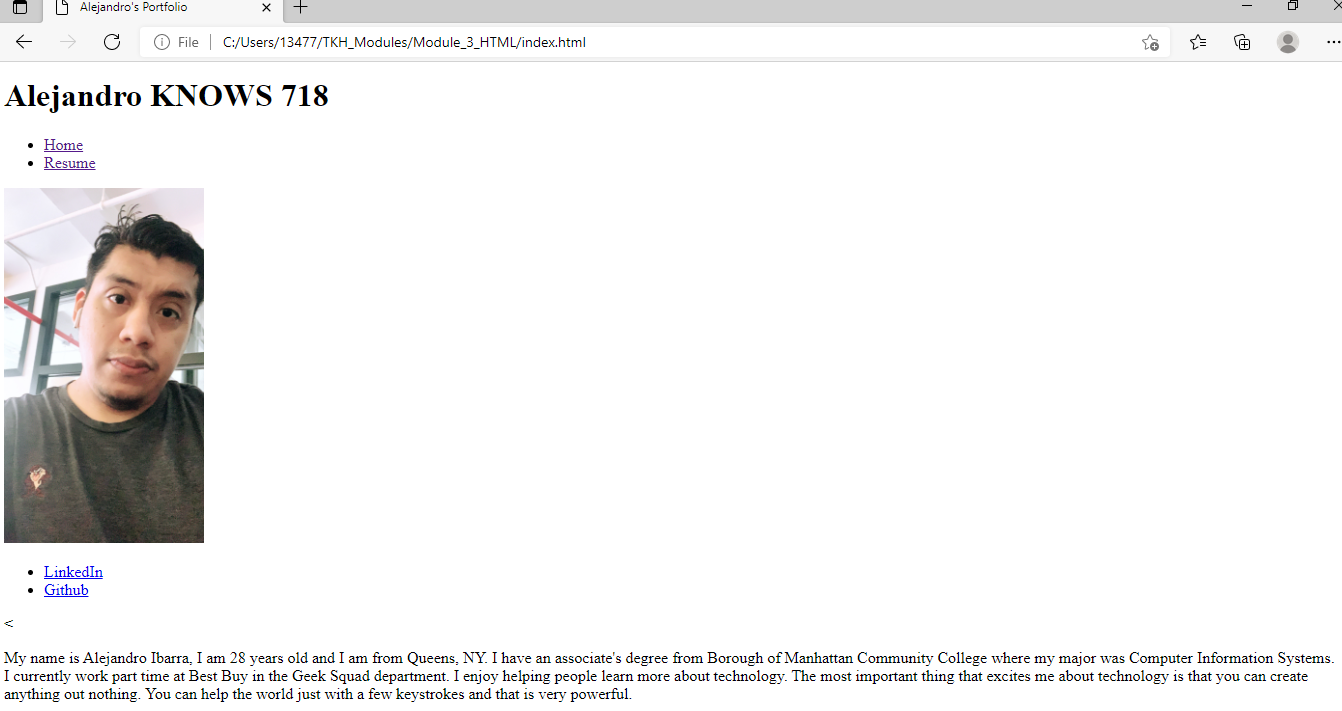 Alejandro's Portfolio
File
C:/Users/13477/TKH_Modules/Module_3_HTML/index.html
Alejandro KNOWS 718
Home
Resume
LinkedIn
Github
<
My name is Alejandro Ibarra, I am 28 years old and I am from Queens, NY. I have an associate's degree from Borough of Manhattan Community College where my major was Computer Information Systems.
I currently work part time at Best Buy in the Geek Squad department. I enjoy helping people learn more about technology. The most important thing that excites me about technology is that you can create
anything out nothing. You can help the world just with a few keystrokes and that is very powerful.